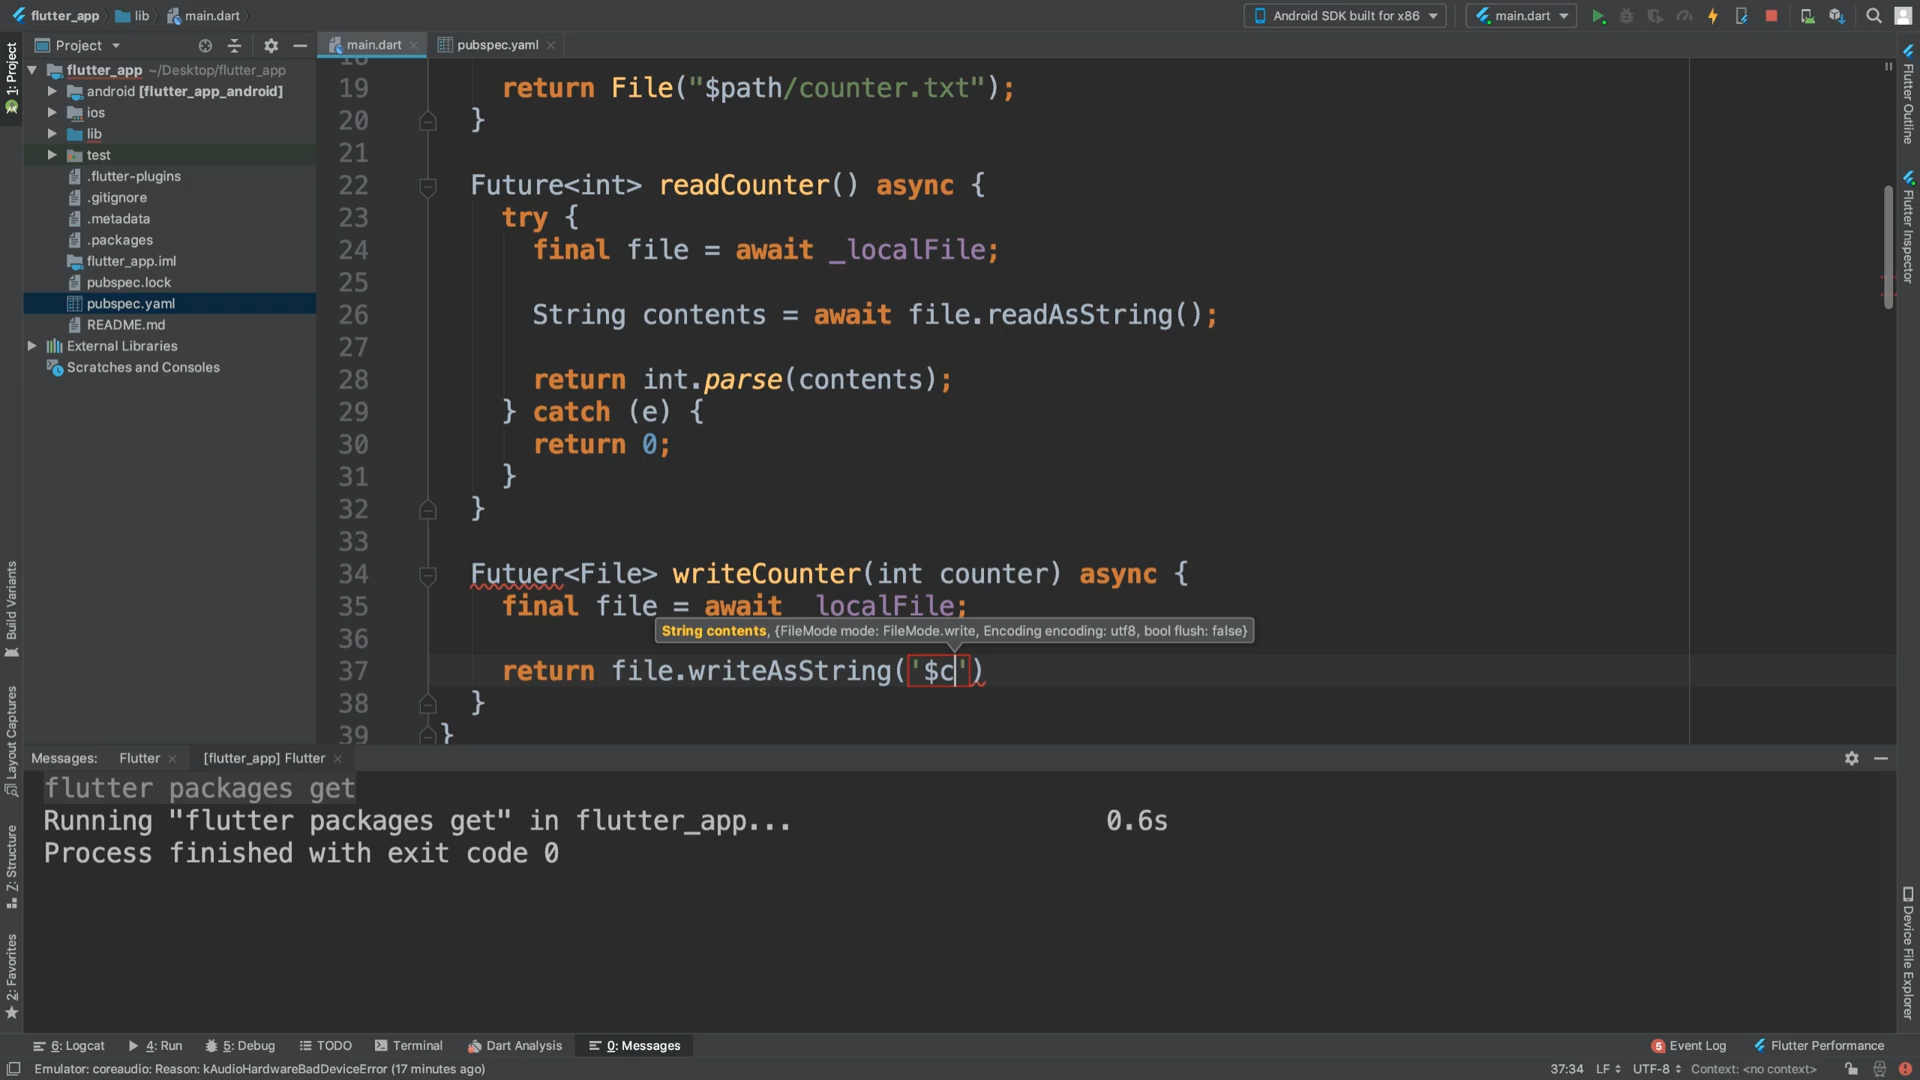 flutter_app lib main.dart Android SDK built for x86 main.dart
Project main.dart pubspec.yaml
1: Project
flutter_app ~/Desktop/flutter_app
android [flutter_app_android]
ios
lib
test
.flutter-plugins
.gitignore
.metadata
.packages
flutter_app.iml
pubspec.lock
pubspec.yaml
README.md
External Libraries
Scratches and Consoles
Build Variants
Layout Captures
Z: Structure
2: Favorites
19 return File("$path/counter.txt");
20 }
21
22 Future<int> readCounter() async {
23 try {
24 final file = await _localFile;
25
26 String contents = await file.readAsString();
27
28 return int.parse(contents);
29 } catch (e) {
30 return 0;
31 }
32 }
33
34 Futuer<File> writeCounter(int counter) async {
35 final file = await _localFile;
36 String contents, {FileMode mode: FileMode.write, Encoding encoding: utf8, bool flush: false}
37 return file.writeAsString('$c')
38 }
39 }
Flutter Outline
Flutter Inspector
Device File Explorer
Messages: Flutter [flutter_app] Flutter
flutter packages get
Running "flutter packages get" in flutter_app... 0.6s
Process finished with exit code 0
6: Logcat 4: Run 5: Debug TODO Terminal Dart Analysis 0: Messages 5 Event Log Flutter Performance
Emulator: coreaudio: Reason: kAudioHardwareBadDeviceError (17 minutes ago) 37:34 LF UTF-8 Context: <no context>